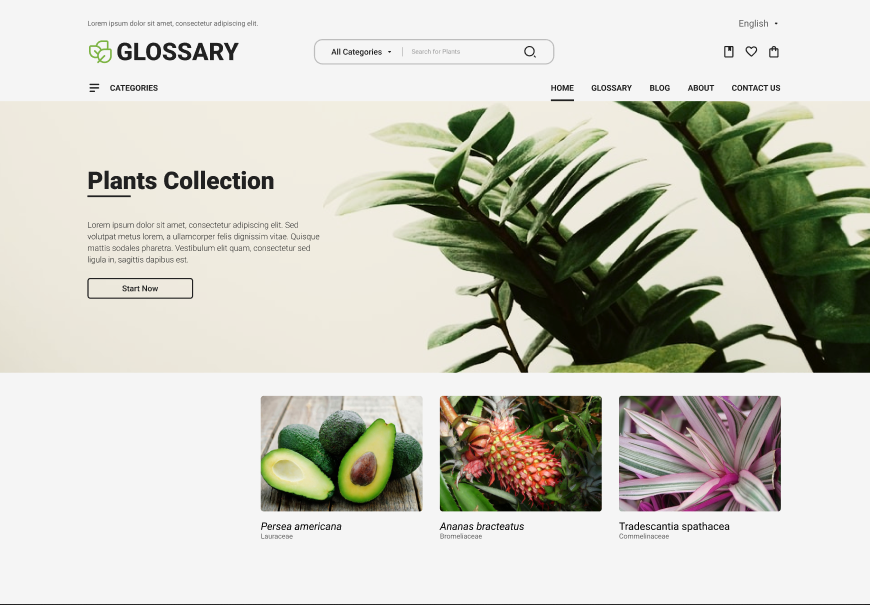 Lorem ipsum dolor sit amet, consectetur adipiscing elit.
English
GLOSSARY
All Categories
Search for Plants
CATEGORIES
HOME
GLOSSARY
BLOG
ABOUT
CONTACT US
Plants Collection
Lorem ipsum dolor sit amet, consectetur adipiscing elit. Sed
volutpat metus lorem, a ullamcorper felis dignissim vitae. Quisque
mattis sodales pharetra. Vestibulum elit quam, consectetur sed
ligula in, sagittis dapibus est.
Start Now
Persea americana
Lauraceae
Ananas bracteatus
Bromeliaceae
Tradescantia spathacea
Commelinaceae